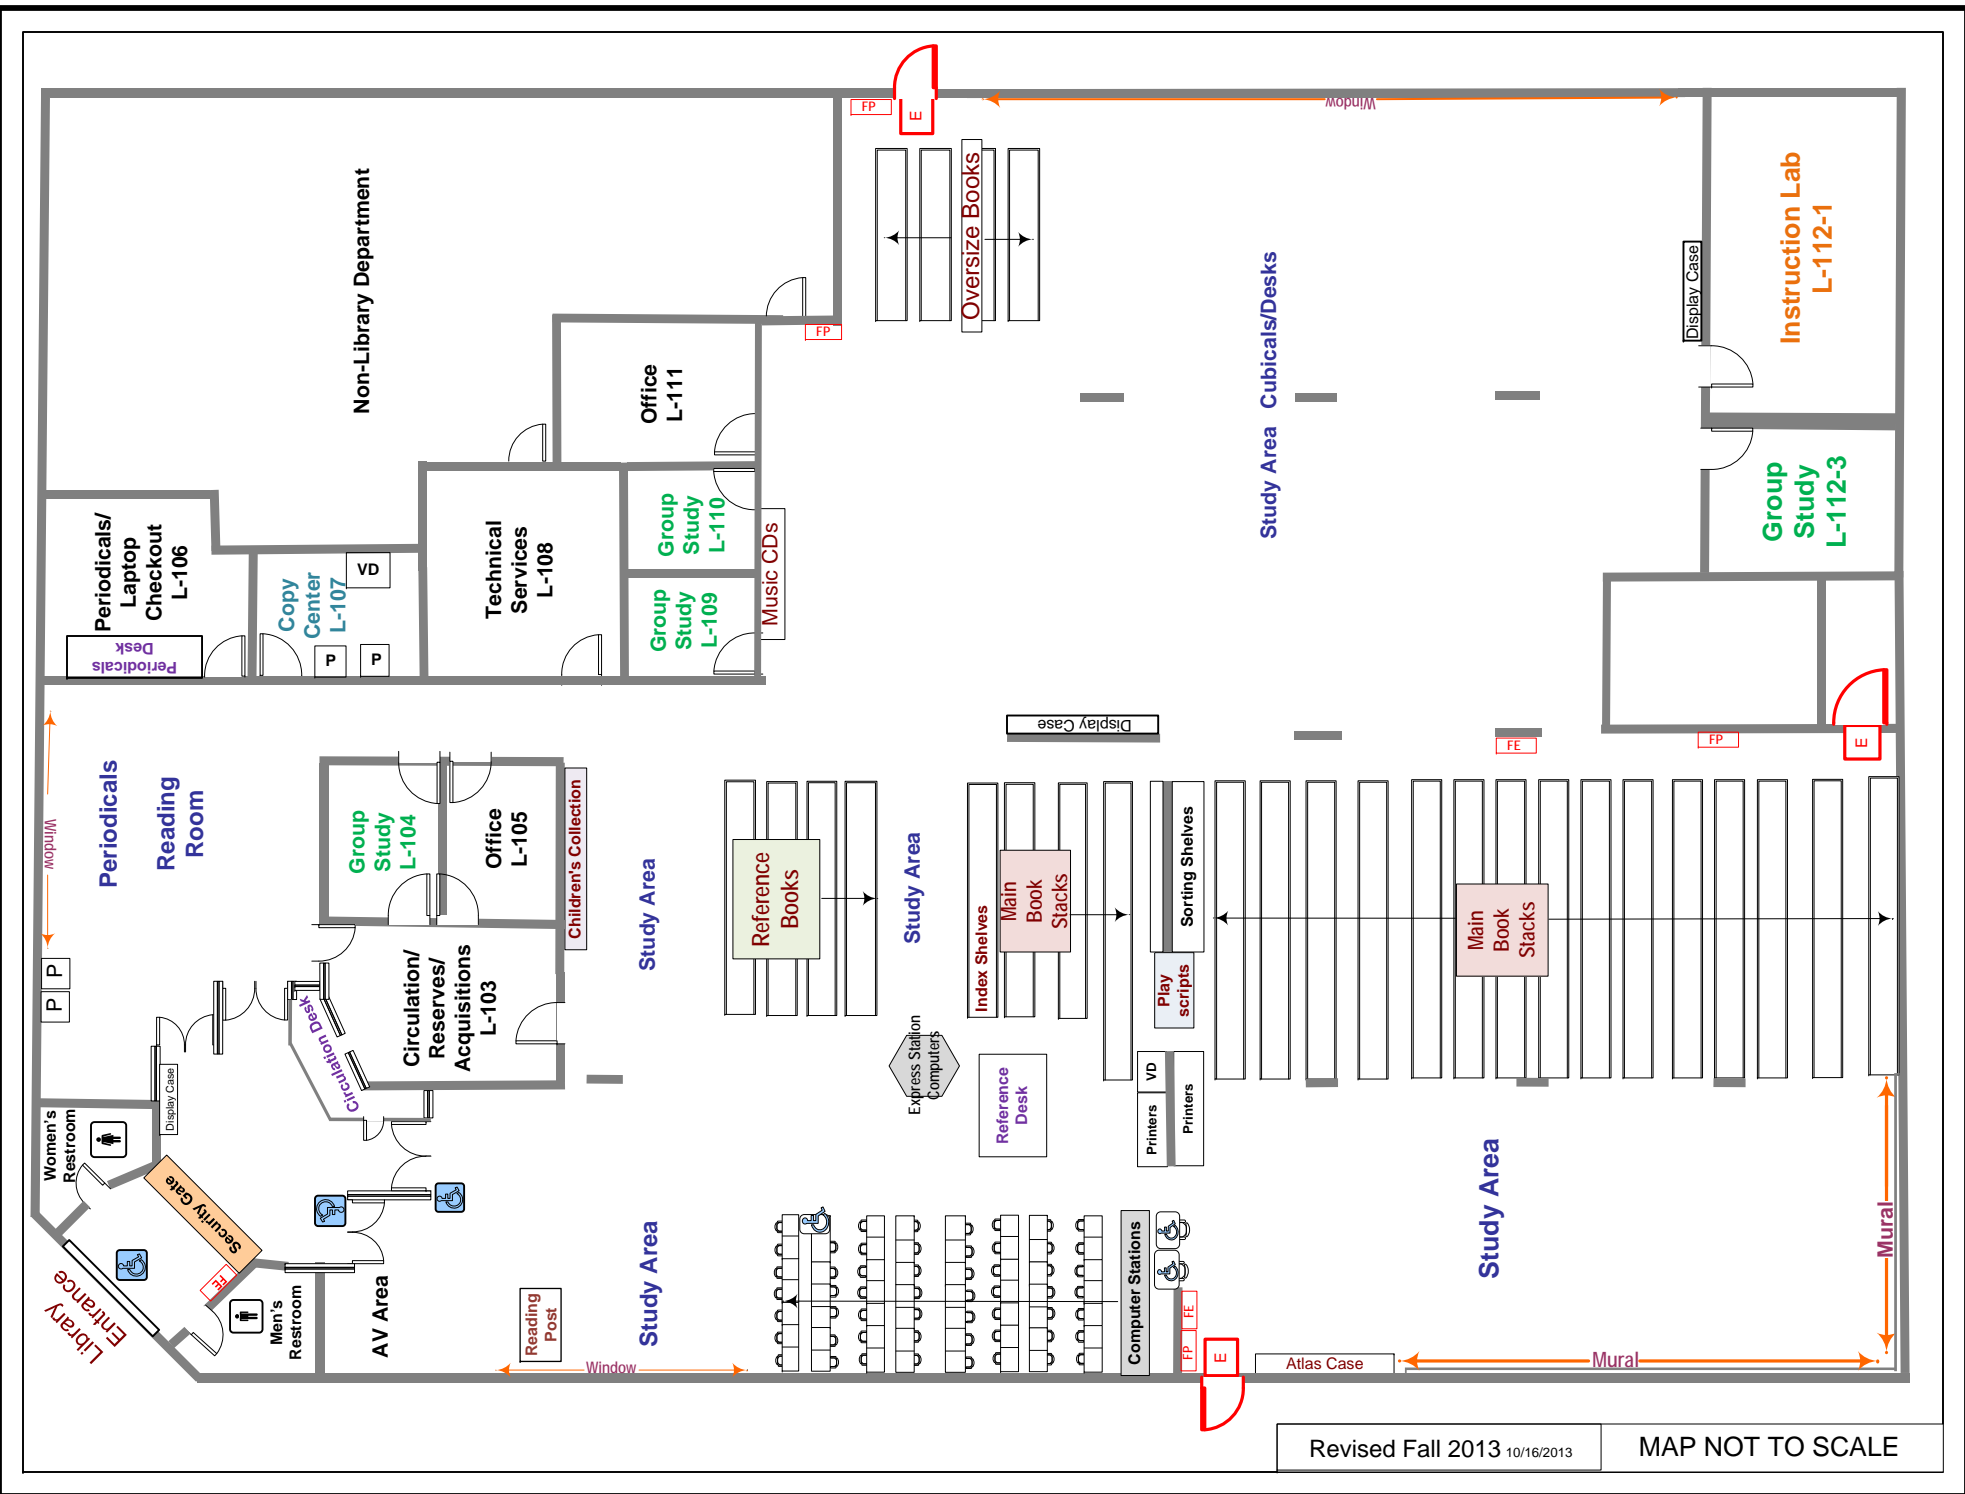 FP
E
Window
Non-Library Department
Oversize Books
Study Area  Cubicals/Desks
Display Case
Instruction Lab
L-112-1
FP
Office
L-111
Periodicals/
Laptop
Checkout
L-106
Periodicals
Desk
Copy
Center
L-107
VD
P
P
Technical
Services
L-108
Group
Study
L-110
Group
Study
L-109
Music CDs
Group
Study
L-112-3
Display Case
FE
FP
E
Window
Periodicals
Reading
Room
Group
Study
L-104
Office
L-105
Children's Collection
Study Area
Reference
Books
Study Area
Index Shelves
Main
Book
Stacks
Sorting Shelves
Play
scripts
Main
Book
Stacks
P
P
Circulation Desk
Circulation/
Reserves/
Acquisitions
L-103
Display Case
Express Station
Computers
Reference
Desk
VD
Printers
Printers
Women's
Restroom
Security Gate
FE
Library
Entrance
Men's
Restroom
AV Area
Reading
Post
Study Area
Window
Computer Stations
FE
FP
E
Study Area
Atlas Case
Mural
Mural
Revised Fall 2013 10/16/2013
MAP NOT TO SCALE